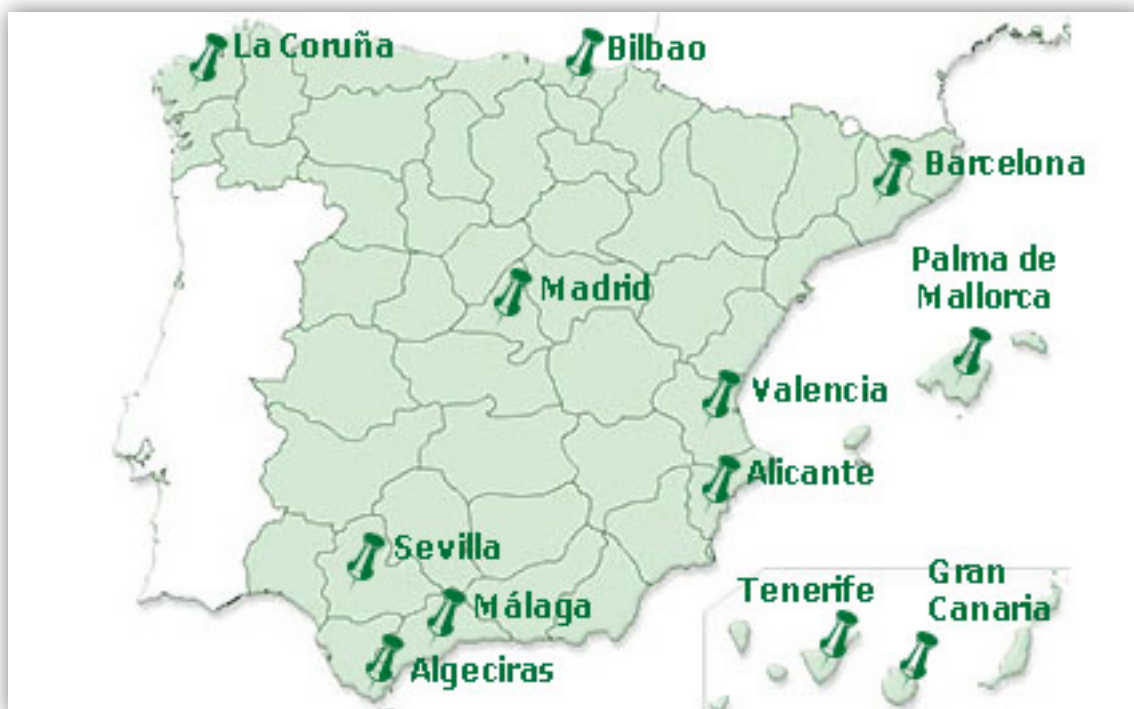 La Coruña
Bilbao
Barcelona
Palma de
Mallorca
Madrid
Valencia
Alicante
Sevilla
Málaga
Algeciras
Tenerife
Gran
Canaria